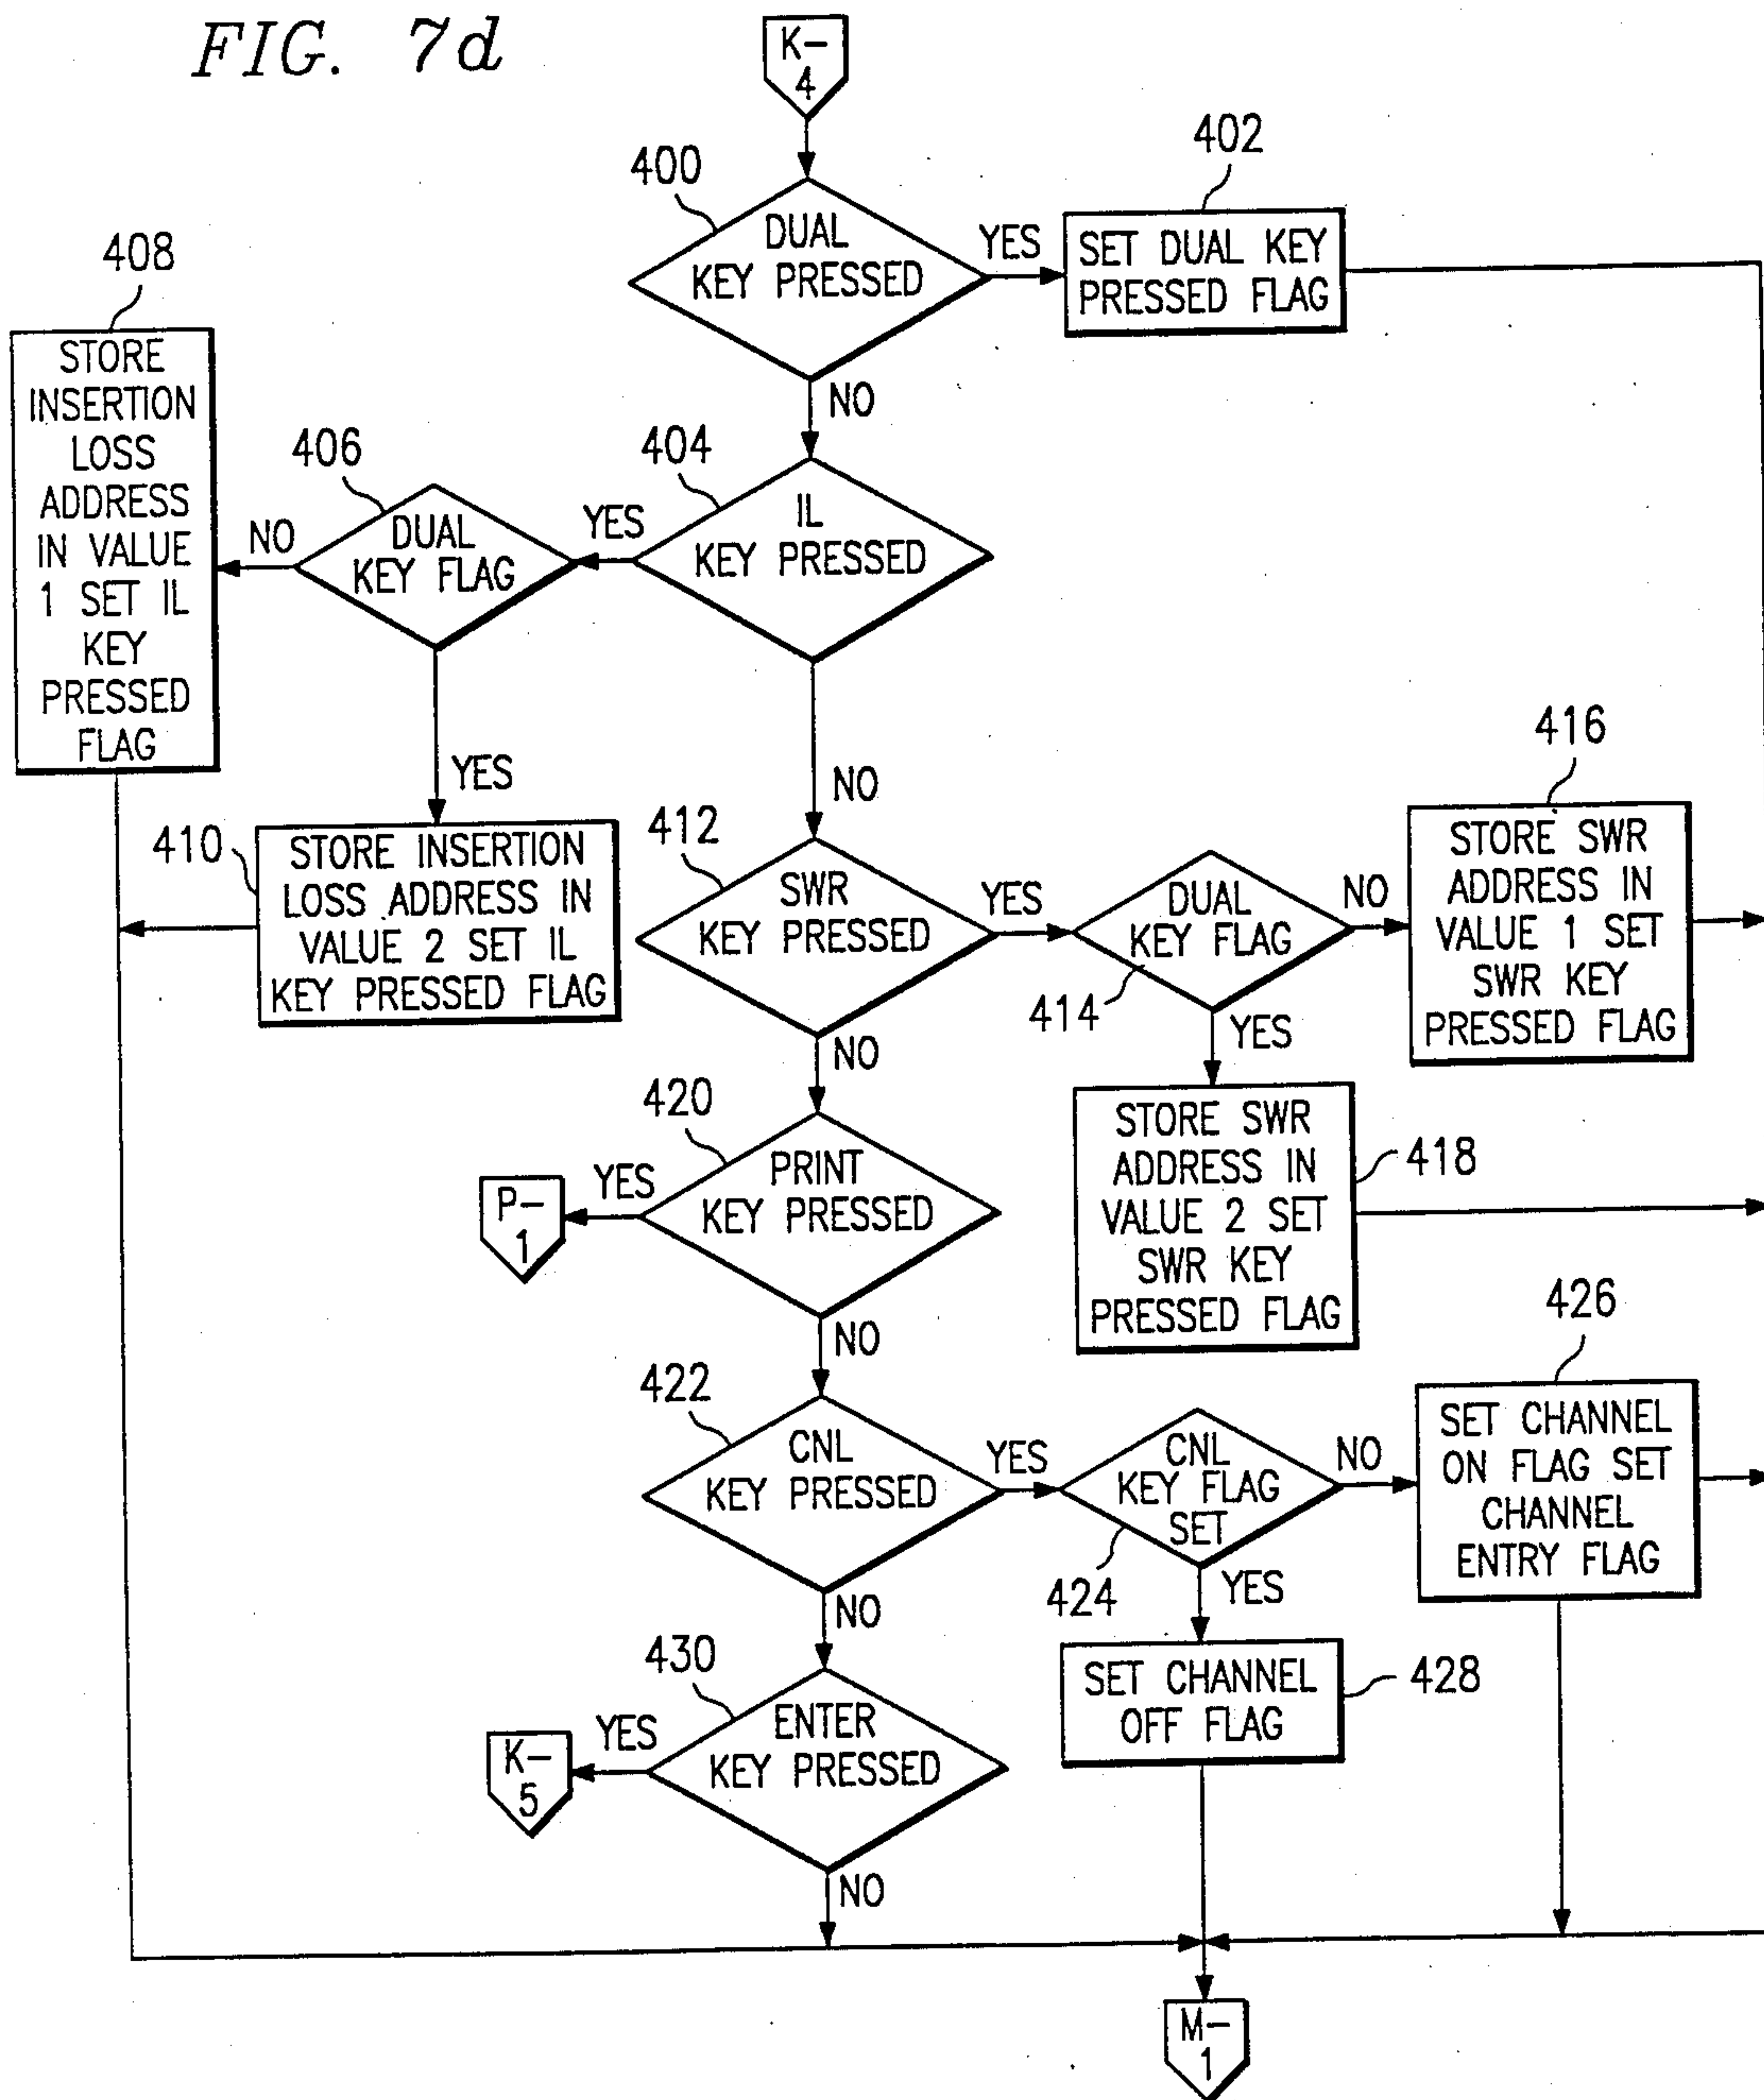 FIG. 7d
K-
4
400
DUAL
KEY PRESSED
YES
NO
402
SET DUAL KEY
PRESSED FLAG
408
STORE
INSERTION
LOSS
ADDRESS
IN VALUE
1 SET IL
KEY
PRESSED
FLAG
406
DUAL
KEY FLAG
NO
YES
404
IL
KEY PRESSED
YES
NO
410
STORE INSERTION
LOSS ADDRESS IN
VALUE 2 SET IL
KEY PRESSED FLAG
412
SWR
KEY PRESSED
YES
NO
414
DUAL
KEY FLAG
NO
YES
416
STORE SWR
ADDRESS IN
VALUE 1 SET
SWR KEY
PRESSED FLAG
418
STORE SWR
ADDRESS IN
VALUE 2 SET
SWR KEY
PRESSED FLAG
420
PRINT
KEY PRESSED
YES
NO
P-
1
422
CNL
KEY PRESSED
YES
NO
424
CNL
KEY FLAG
SET
NO
YES
426
SET CHANNEL
ON FLAG SET
CHANNEL
ENTRY FLAG
428
SET CHANNEL
OFF FLAG
430
ENTER
KEY PRESSED
YES
NO
K-
5
M-
1